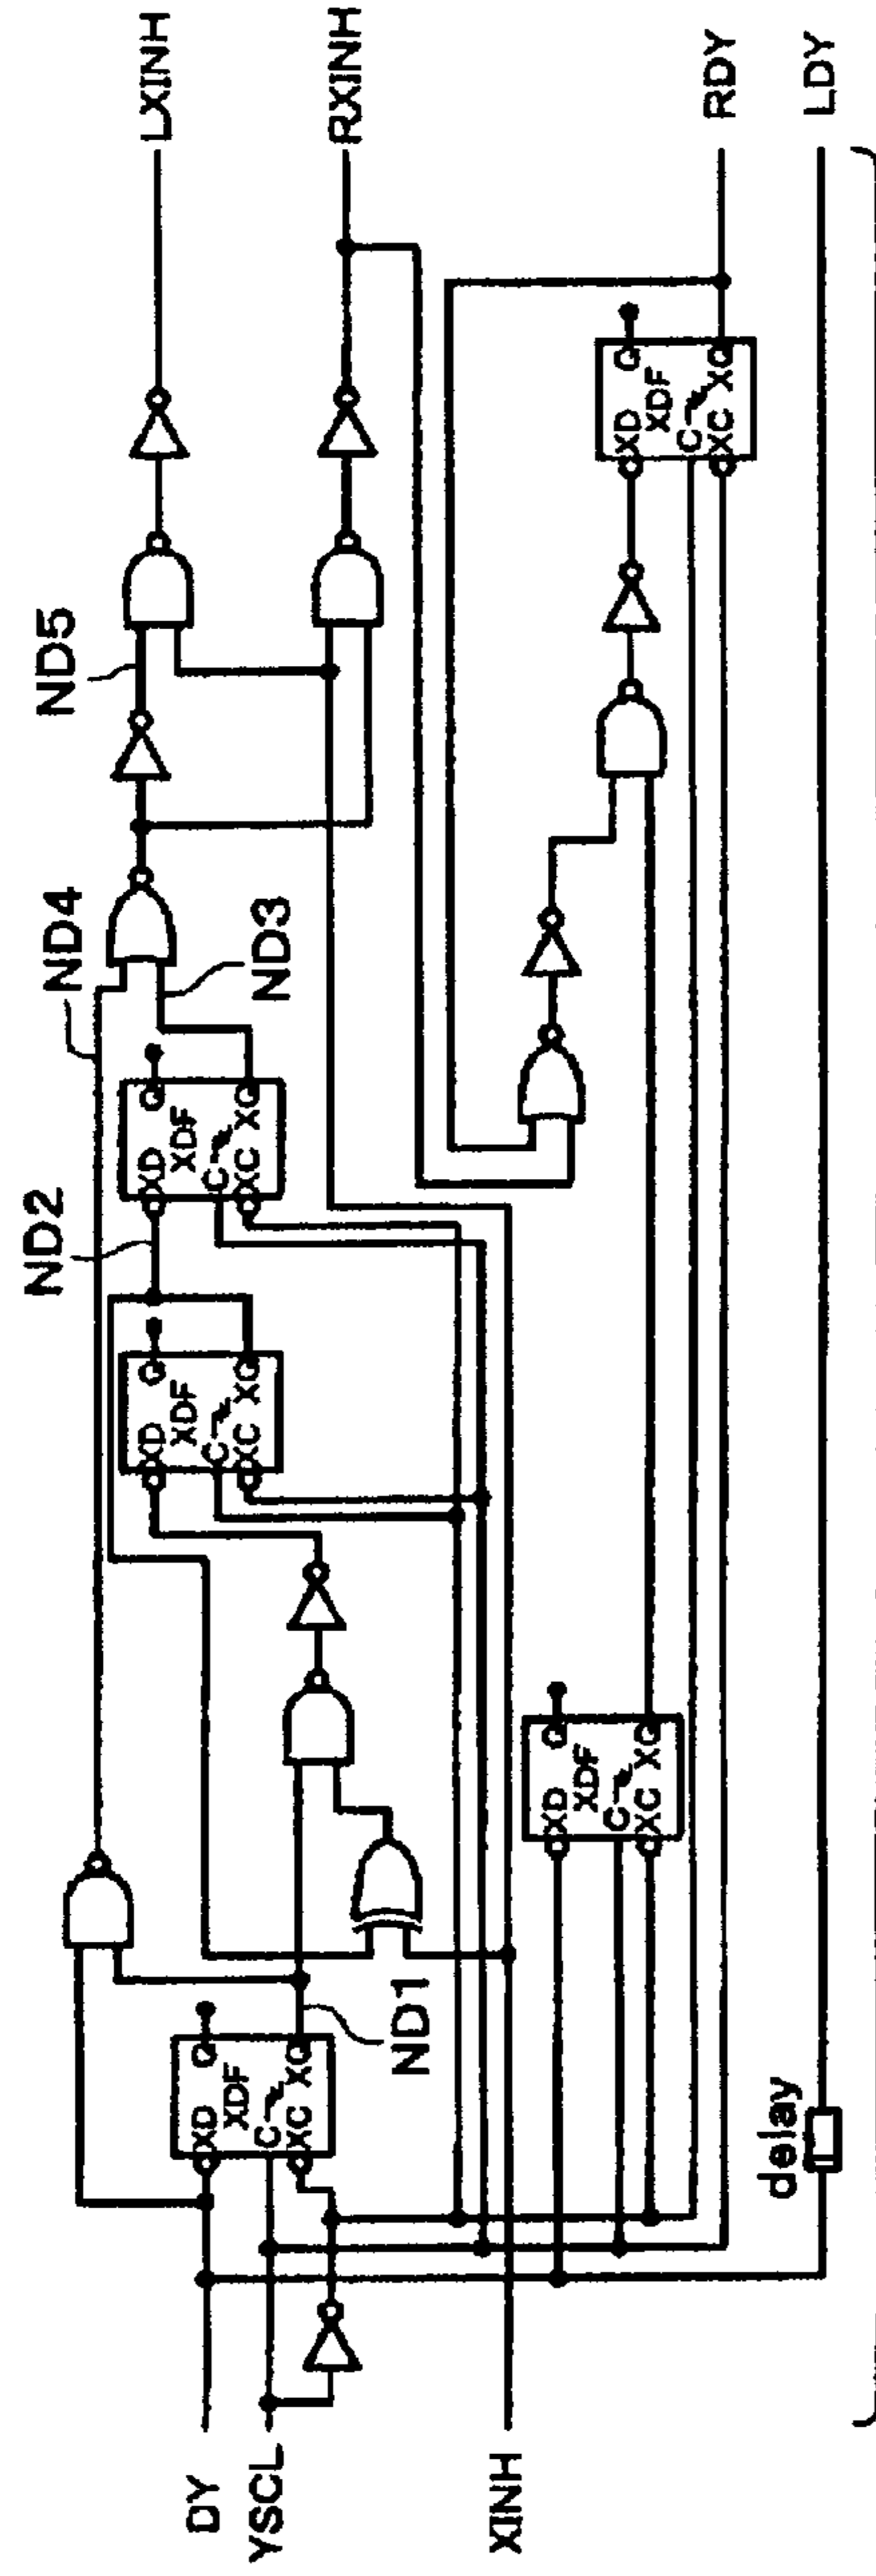 DY
YSCL
XINH
XD
Q
XDF
C
XC
XQ
ND1
XD
Q
XDF
C
XC
XQ
ND2
XD
Q
XDF
C
XC
XQ
ND3
ND4
ND5
XD
Q
XDF
C
XC
XQ
XD
Q
XDF
C
XC
XQ
delay
LXINH
RXINH
RDY
LDY